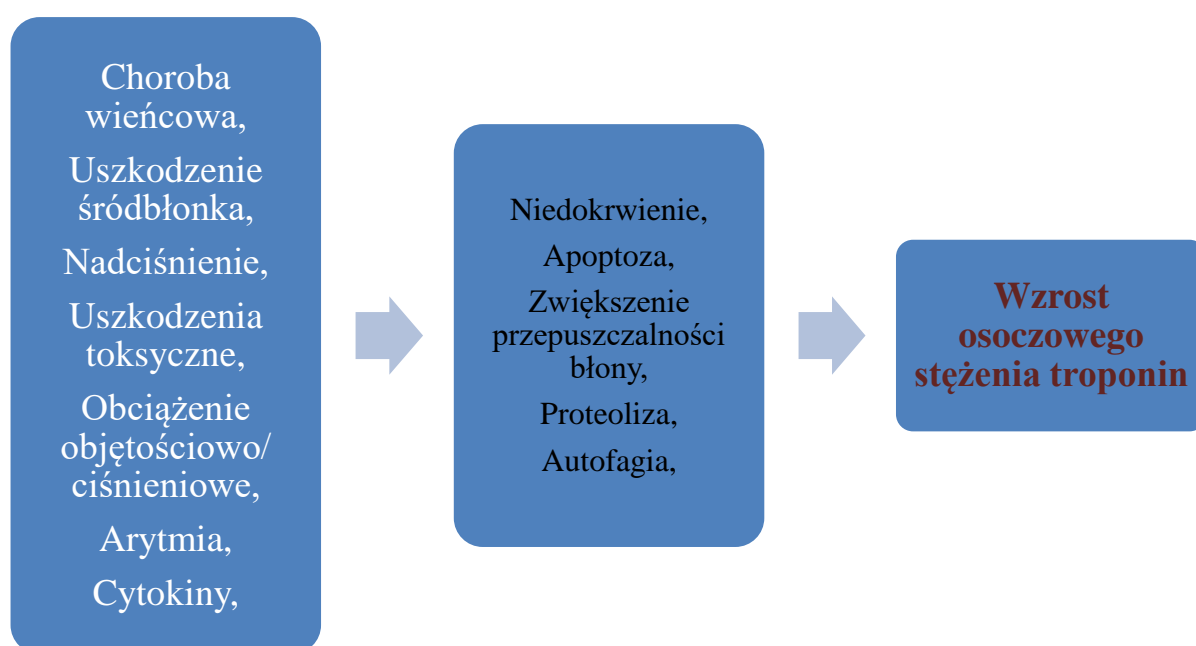 Choroba
wieńcowa,
Uszkodzenie
śródbłonka,
Nadciśnienie,
Uszkodzenia
toksyczne,
Obciążenie
objętościowo/
ciśnieniowe,
Arytmia,
Cytokiny,
Niedokrwienie,
Apoptoza,
Zwiększenie
przepuszczalności
błony,
Proteoliza,
Autofagia,
Wzrost
osoczowego
stężenia troponin